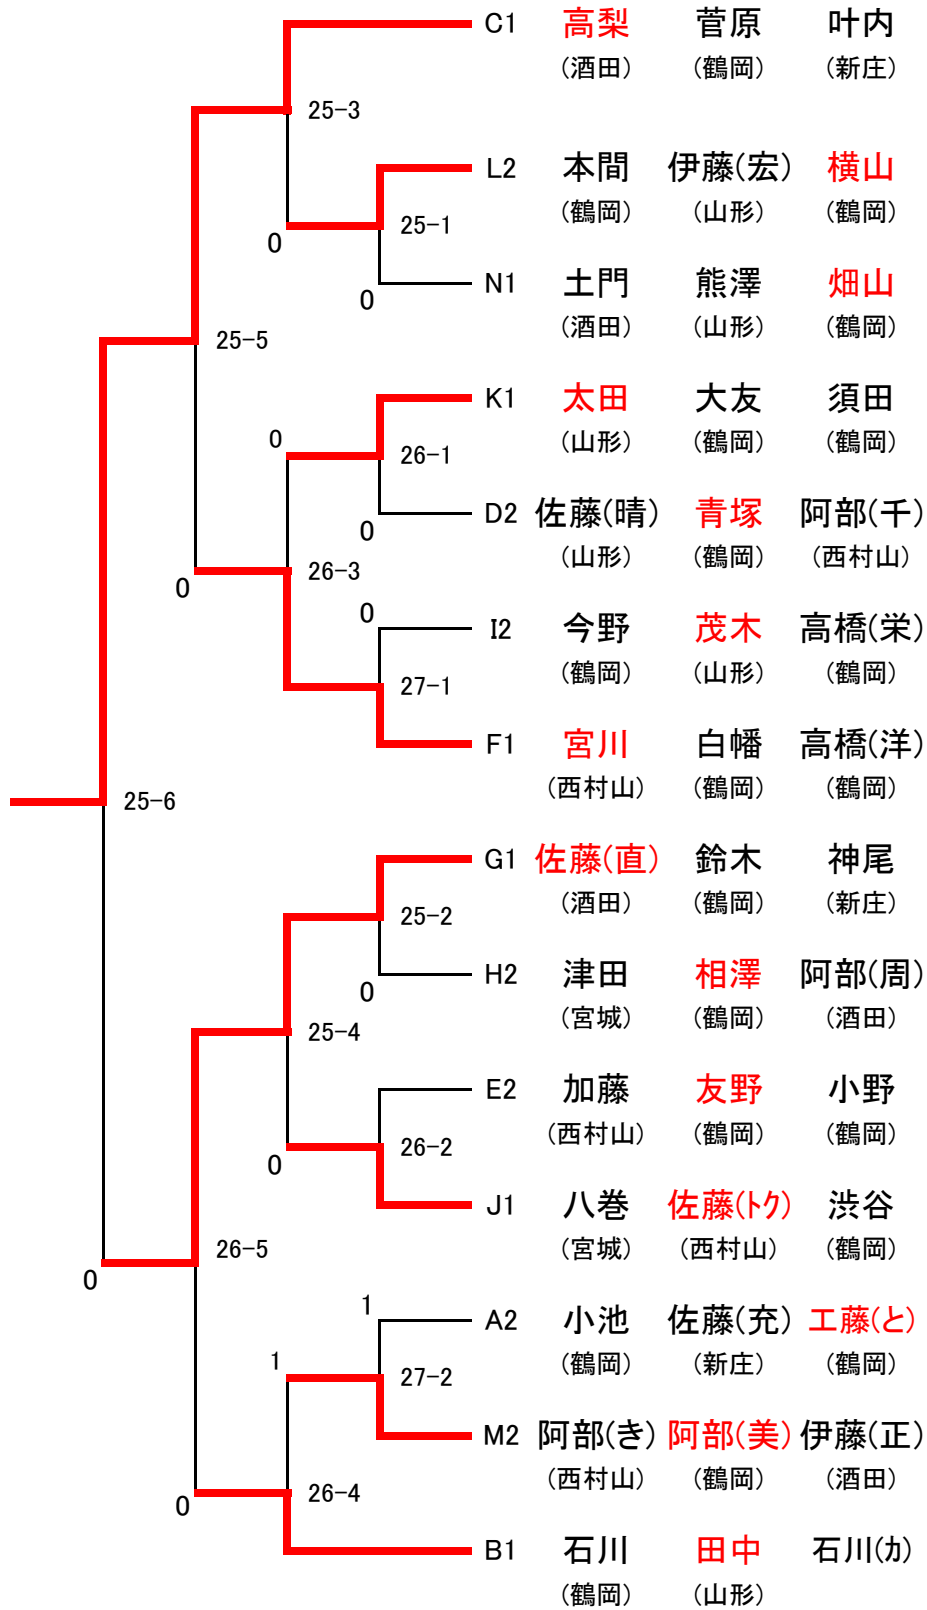 C1 高梨 菅原 叶内
(酒田) (鶴岡) (新庄)
25-3
L2 本間 伊藤(宏) 横山
(鶴岡) (山形) (鶴岡)
25-1
0
N1 土門 熊澤 畑山
0
(酒田) (山形) (鶴岡)
25-5
K1 太田 大友 須田
0
(山形) (鶴岡) (鶴岡)
26-1
D2 佐藤(晴) 青塚 阿部(千)
0
(山形) (鶴岡) (西村山)
26-3
0
0
I2 今野 茂木 高橋(栄)
(鶴岡) (山形) (鶴岡)
27-1
F1 宮川 白幡 高橋(洋)
(西村山) (鶴岡) (鶴岡)
25-6
G1 佐藤(直) 鈴木 神尾
(酒田) (鶴岡) (新庄)
25-2
H2 津田 相澤 阿部(周)
0
(宮城) (鶴岡) (酒田)
25-4
E2 加藤 友野 小野
(西村山) (鶴岡) (鶴岡)
26-2
0
J1 八巻 佐藤(トク) 渋谷
(宮城) (西村山) (鶴岡)
26-5
0
1
A2 小池 佐藤(充) 工藤(と)
(鶴岡) (新庄) (鶴岡)
1
27-2
M2 阿部(き) 阿部(美) 伊藤(正)
(西村山) (鶴岡) (酒田)
26-4
0
B1 石川 田中 石川(カ)
(鶴岡) (山形)